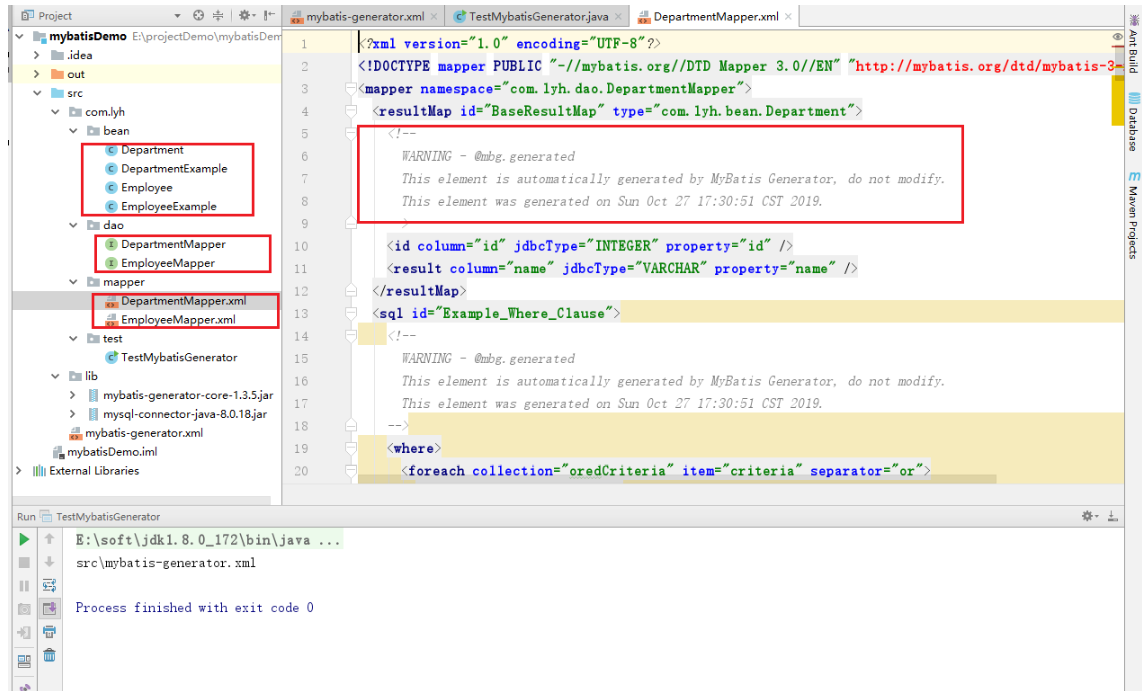 Project
mybatis-generator.xml
TestMybatisGenerator.java
DepartmentMapper.xml
mybatisDemo E:\projectDemo\mybatisDem
.idea
out
src
com.lyh
bean
Department
DepartmentExample
Employee
EmployeeExample
dao
DepartmentMapper
EmployeeMapper
mapper
DepartmentMapper.xml
EmployeeMapper.xml
test
TestMybatisGenerator
lib
mybatis-generator-core-1.3.5.jar
mysql-connector-java-8.0.18.jar
mybatis-generator.xml
mybatisDemo.iml
External Libraries
1 <?xml version="1.0" encoding="UTF-8"?>
2 <!DOCTYPE mapper PUBLIC "-//mybatis.org//DTD Mapper 3.0//EN" "http://mybatis.org/dtd/mybatis-3-
3 <mapper namespace="com.lyh.dao.DepartmentMapper">
4 <resultMap id="BaseResultMap" type="com.lyh.bean.Department">
5 <!--
6 WARNING - @mbg.generated
7 This element is automatically generated by MyBatis Generator, do not modify.
8 This element was generated on Sun Oct 27 17:30:51 CST 2019.
9 -->
10 <id column="id" jdbcType="INTEGER" property="id" />
11 <result column="name" jdbcType="VARCHAR" property="name" />
12 </resultMap>
13 <sql id="Example_Where_Clause">
14 <!--
15 WARNING - @mbg.generated
16 This element is automatically generated by MyBatis Generator, do not modify.
17 This element was generated on Sun Oct 27 17:30:51 CST 2019.
18 -->
19 <where>
20 <foreach collection="oredCriteria" item="criteria" separator="or">
Ant Build
Database
m Maven Projects
Run TestMybatisGenerator
E:\soft\jdk1.8.0_172\bin\java ...
src\mybatis-generator.xml
Process finished with exit code 0